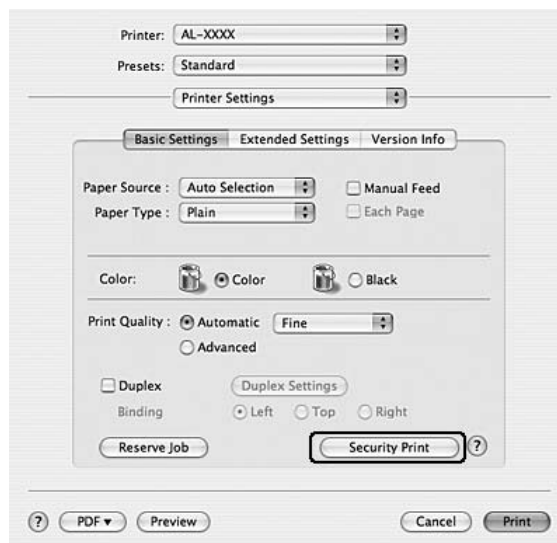 Printer: AL-XXXX
Presets: Standard
Printer Settings
Basic Settings Extended Settings Version Info
Paper Source : Auto Selection Manual Feed
Paper Type : Plain Each Page
Color: Color Black
Print Quality : Automatic Fine
Advanced
Duplex Duplex Settings
Binding Left Top Right
Reserve Job Security Print ?
? PDF ▼ Preview Cancel Print